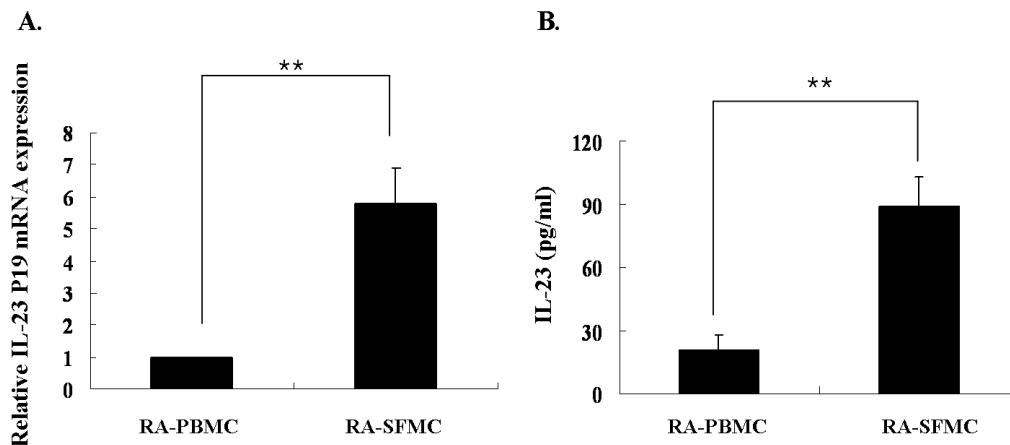 A.
Relative IL-23 P19 mRNA expression
**
8
7
6
5
4
3
2
1
0
RA-PBMC
RA-SFMC
B.
IL-23 (pg/ml)
**
120
90
60
30
0
RA-PBMC
RA-SFMC